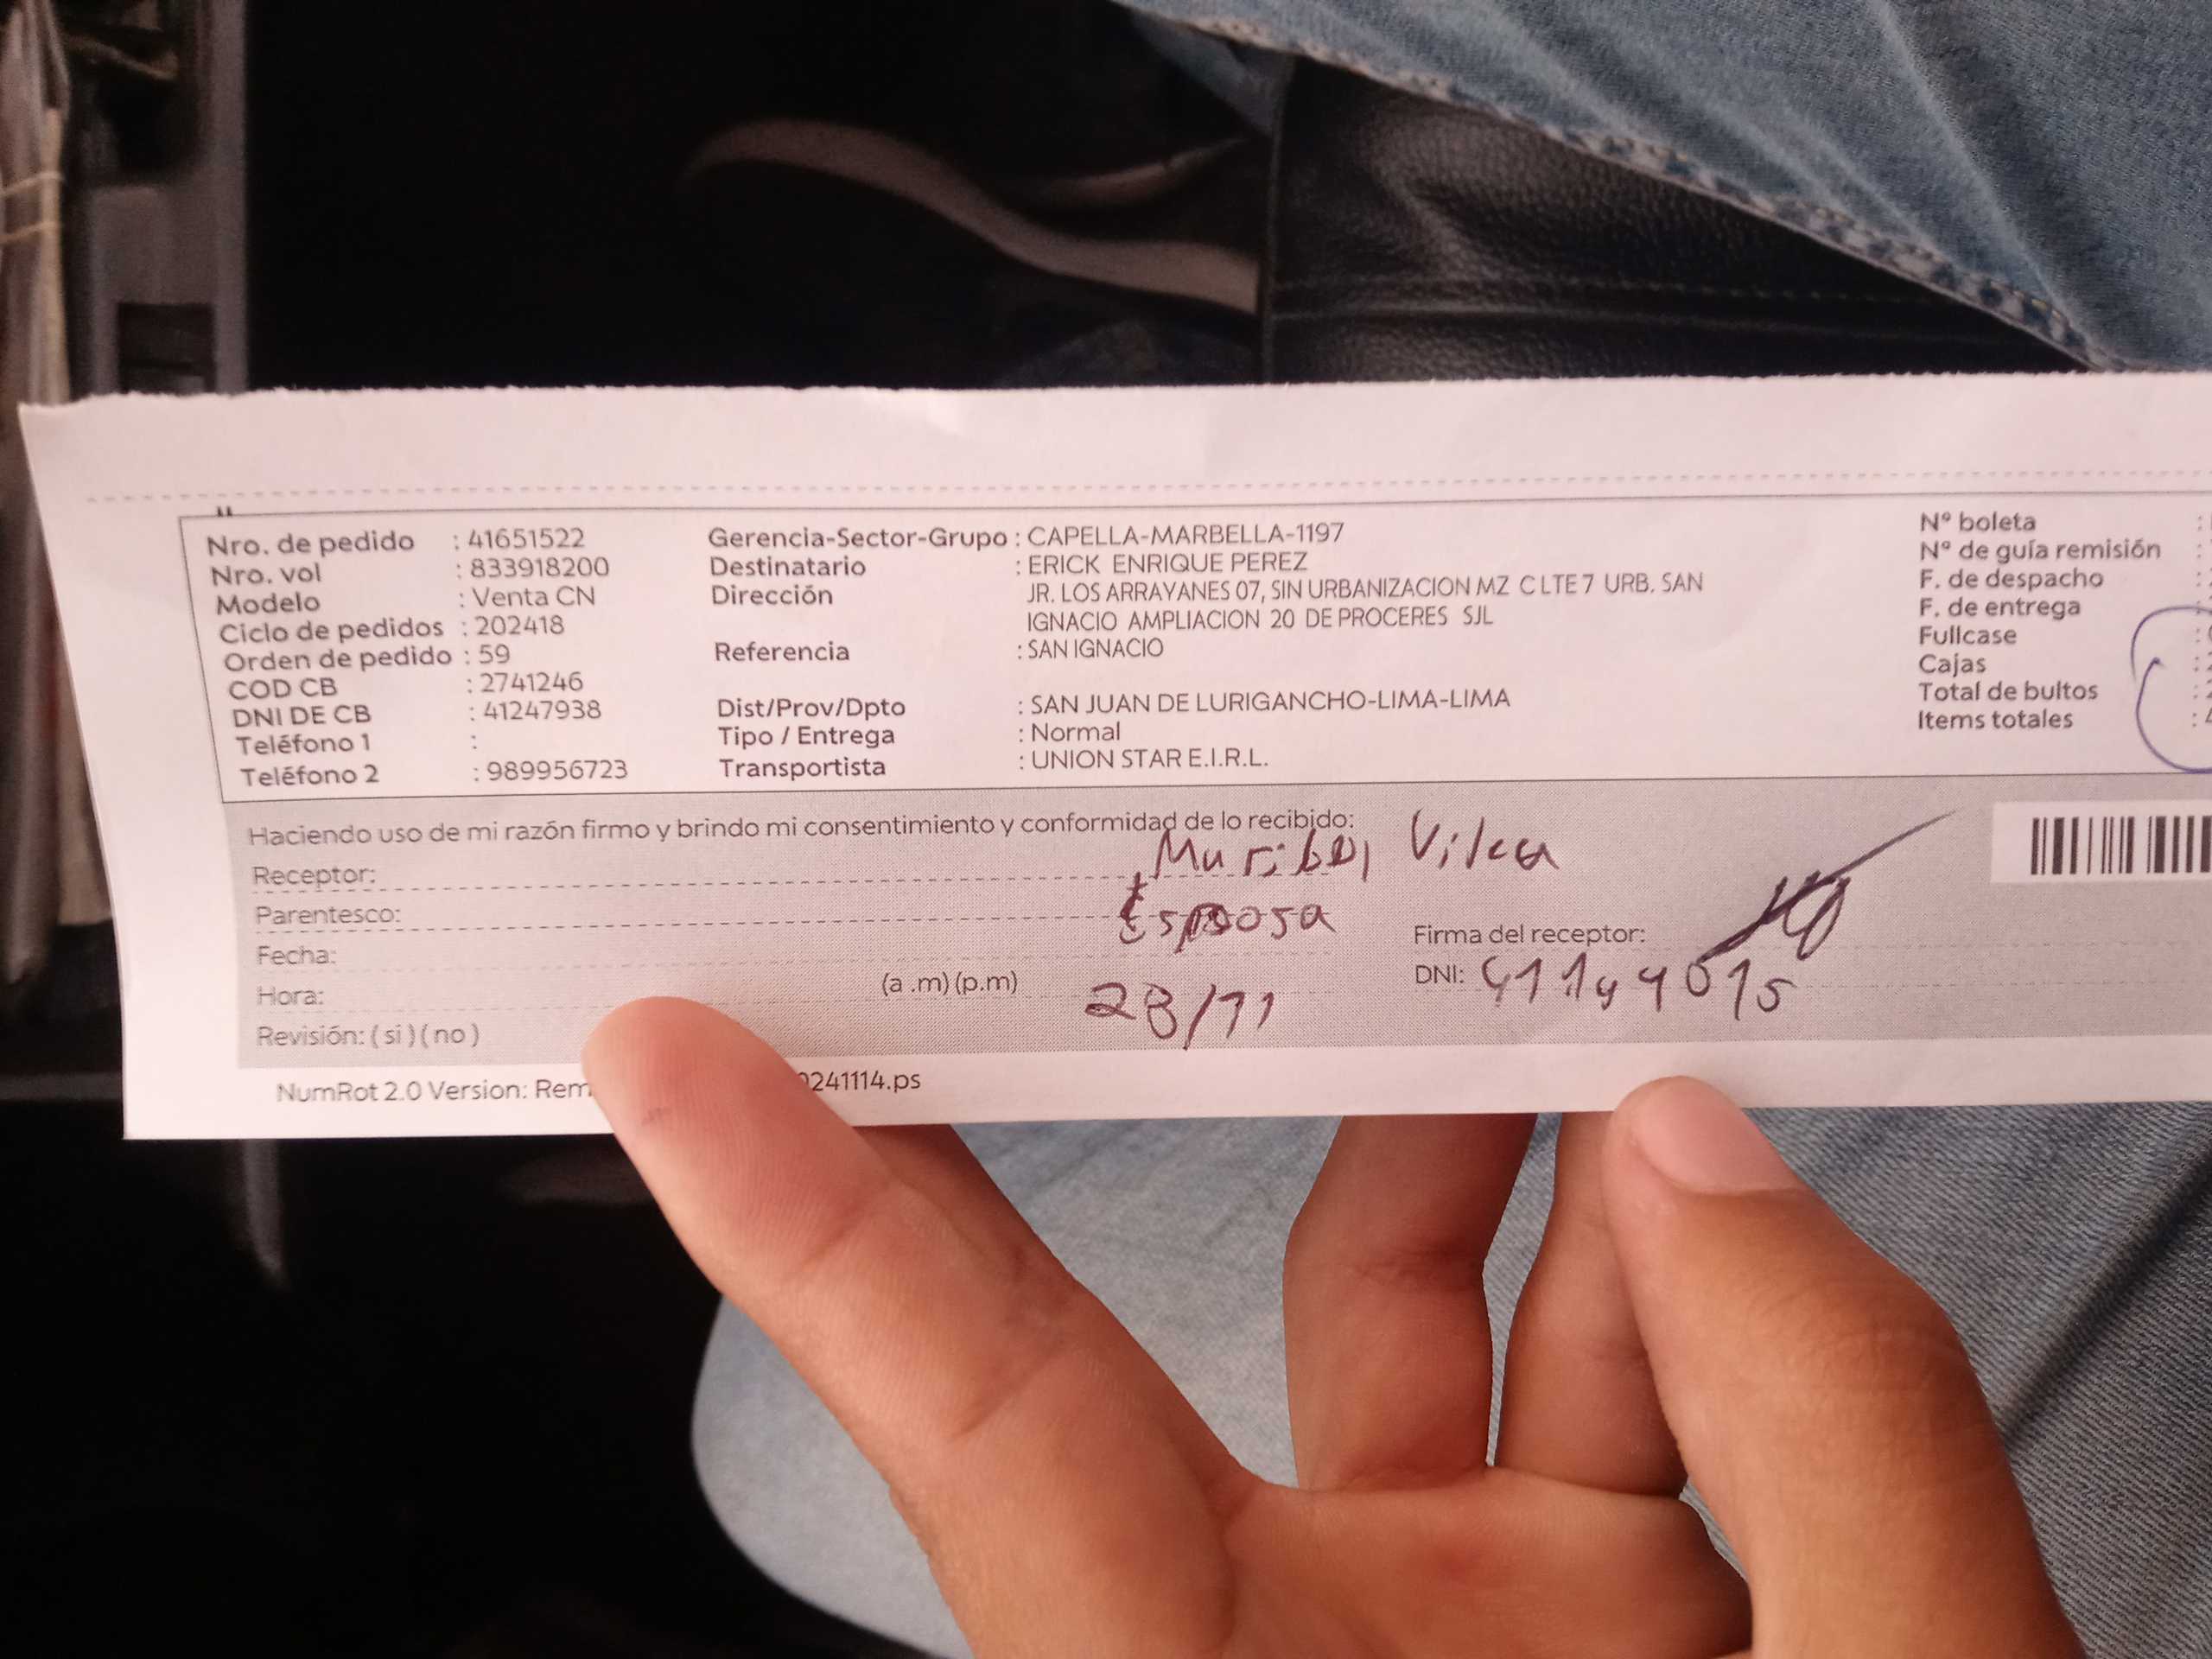 Nro. de pedido : 41651522
Nro. vol : 833918200
Modelo : Venta CN
Ciclo de pedidos : 202418
Orden de pedido : 59
COD CB : 2741246
DNI DE CB : 41247938
Teléfono 1 :
Teléfono 2 : 989956723
Gerencia-Sector-Grupo : CAPELLA-MARBELLA-1197
Destinatario : ERICK ENRIQUE PEREZ
Dirección JR. LOS ARRAYANES 07, SIN URBANIZACION MZ C LTE 7 URB. SAN
IGNACIO AMPLIACION 20 DE PROCERES SJL
Referencia : SAN IGNACIO
Dist/Prov/Dpto : SAN JUAN DE LURIGANCHO-LIMA-LIMA
Tipo / Entrega : Normal
Transportista : UNION STAR E.I.R.L.
N° boleta :
N° de guía remisión :
F. de despacho :
F. de entrega :
Fullcase :
Cajas :
Total de bultos :
Items totales :
Haciendo uso de mi razón firmo y brindo mi consentimiento y conformidad de lo recibido:
Receptor: Muribel Vilca
Parentesco: Esposa
Fecha:
Hora: (a .m) (p.m) 28/11
Revisión: ( si ) ( no )
Firma del receptor:
DNI:
NumRot 2.0 Version: 0241114.ps